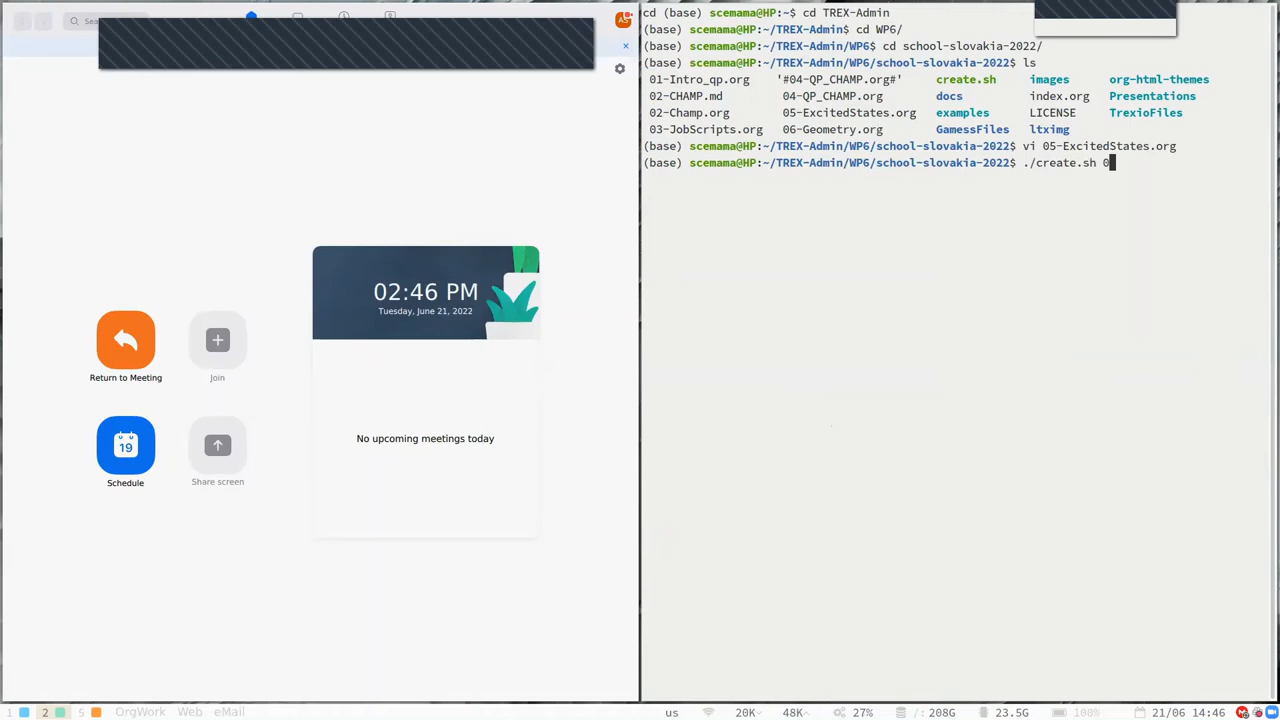 Sea
AS
Return to Meeting
Join
19
Schedule
Share screen
02:46 PM
Tuesday, June 21, 2022
No upcoming meetings today
cd (base) scemama@HP:~$ cd TREX-Admin
(base) scemama@HP:~/TREX-Admin$ cd WP6/
(base) scemama@HP:~/TREX-Admin/WP6$ cd school-slovakia-2022/
(base) scemama@HP:~/TREX-Admin/WP6/school-slovakia-2022$ ls
01-Intro_qp.org '#04-QP_CHAMP.org#' create.sh images org-html-themes
02-CHAMP.md 04-QP_CHAMP.org docs index.org Presentations
02-Champ.org 05-ExcitedStates.org examples LICENSE TrexioFiles
03-JobScripts.org 06-Geometry.org GamessFiles ltximg
(base) scemama@HP:~/TREX-Admin/WP6/school-slovakia-2022$ vi 05-ExcitedStates.org
(base) scemama@HP:~/TREX-Admin/WP6/school-slovakia-2022$ ./create.sh 0
1 2 5 OrgWork Web eMail us 20K 48K 27% /: 208G 23.5G 100% 21/06 14:46